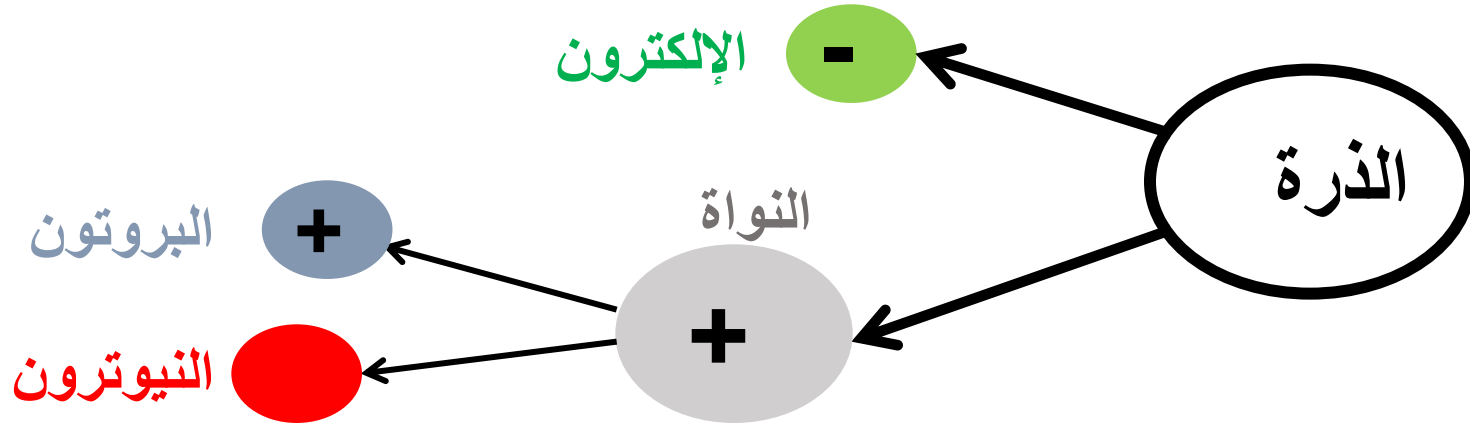 الإلكترون
-
الذرة
النواة
+
البروتون
+
النيوترون